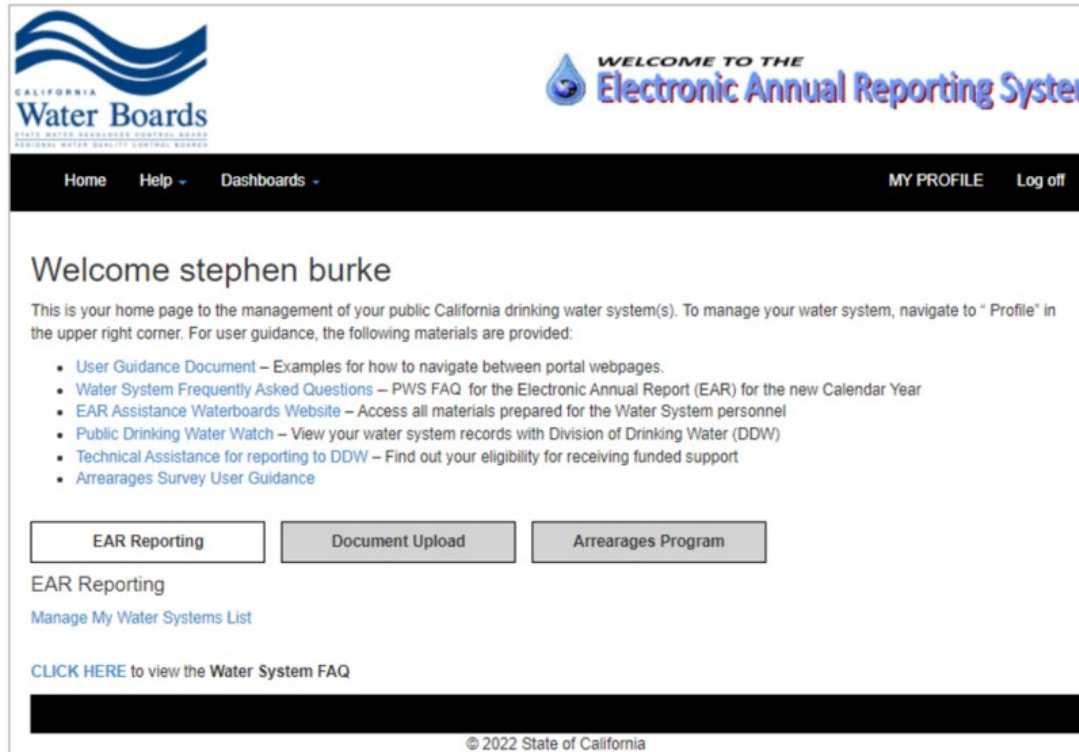 CALIFORNIA
Water Boards
STATE WATER RESOURCES CONTROL BOARD
REGIONAL WATER QUALITY CONTROL BOARDS
WELCOME TO THE
Electronic Annual Reporting System
Home Help Dashboards MY PROFILE Log off
Welcome stephen burke
This is your home page to the management of your public California drinking water system(s). To manage your water system, navigate to “ Profile” in
the upper right corner. For user guidance, the following materials are provided:
• User Guidance Document – Examples for how to navigate between portal webpages.
• Water System Frequently Asked Questions – PWS FAQ for the Electronic Annual Report (EAR) for the new Calendar Year
• EAR Assistance Waterboards Website – Access all materials prepared for the Water System personnel
• Public Drinking Water Watch – View your water system records with Division of Drinking Water (DDW)
• Technical Assistance for reporting to DDW – Find out your eligibility for receiving funded support
• Arrearages Survey User Guidance
EAR Reporting Document Upload Arrearages Program
EAR Reporting
Manage My Water Systems List
CLICK HERE to view the Water System FAQ
© 2022 State of California